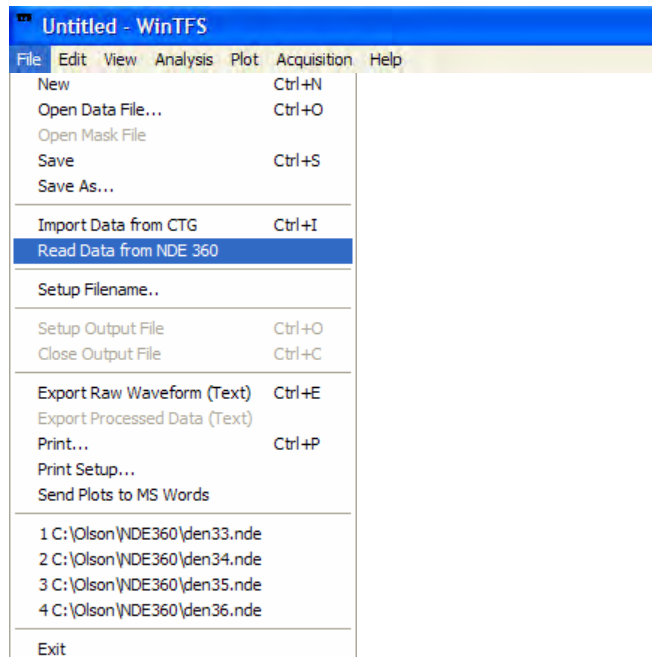 Untitled - WinTFS
File Edit View Analysis Plot Acquisition Help
New Ctrl+N
Open Data File... Ctrl+O
Open Mask File
Save Ctrl+S
Save As...
Import Data from CTG Ctrl+I
Read Data from NDE 360
Setup Filename..
Setup Output File Ctrl+O
Close Output File Ctrl+C
Export Raw Waveform (Text) Ctrl+E
Export Processed Data (Text)
Print... Ctrl+P
Print Setup...
Send Plots to MS Words
1 C:\Olson\NDE360\den33.nde
2 C:\Olson\NDE360\den34.nde
3 C:\Olson\NDE360\den35.nde
4 C:\Olson\NDE360\den36.nde
Exit